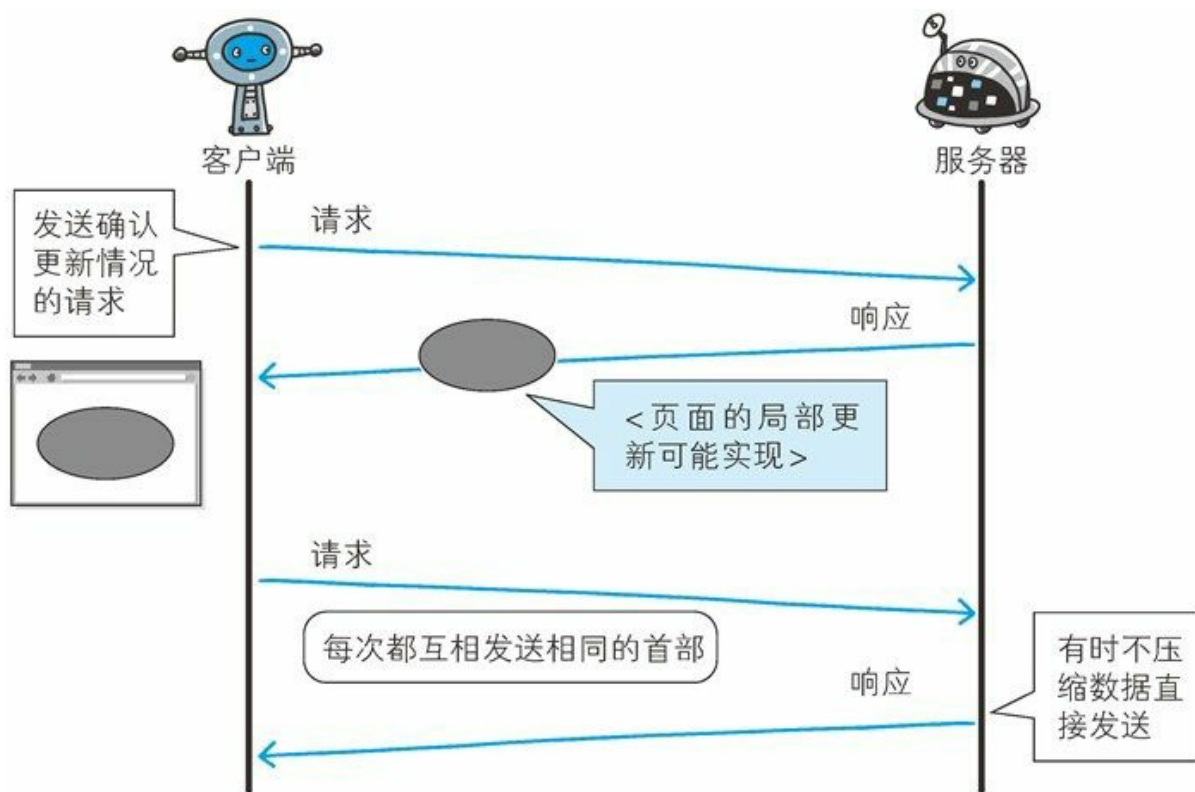 客户端
服务器
发送确认
更新情况
的请求
请求
响应
<页面的局部更
新可能实现>
请求
每次都互相发送相同的首部
响应
有时不压
缩数据直
接发送